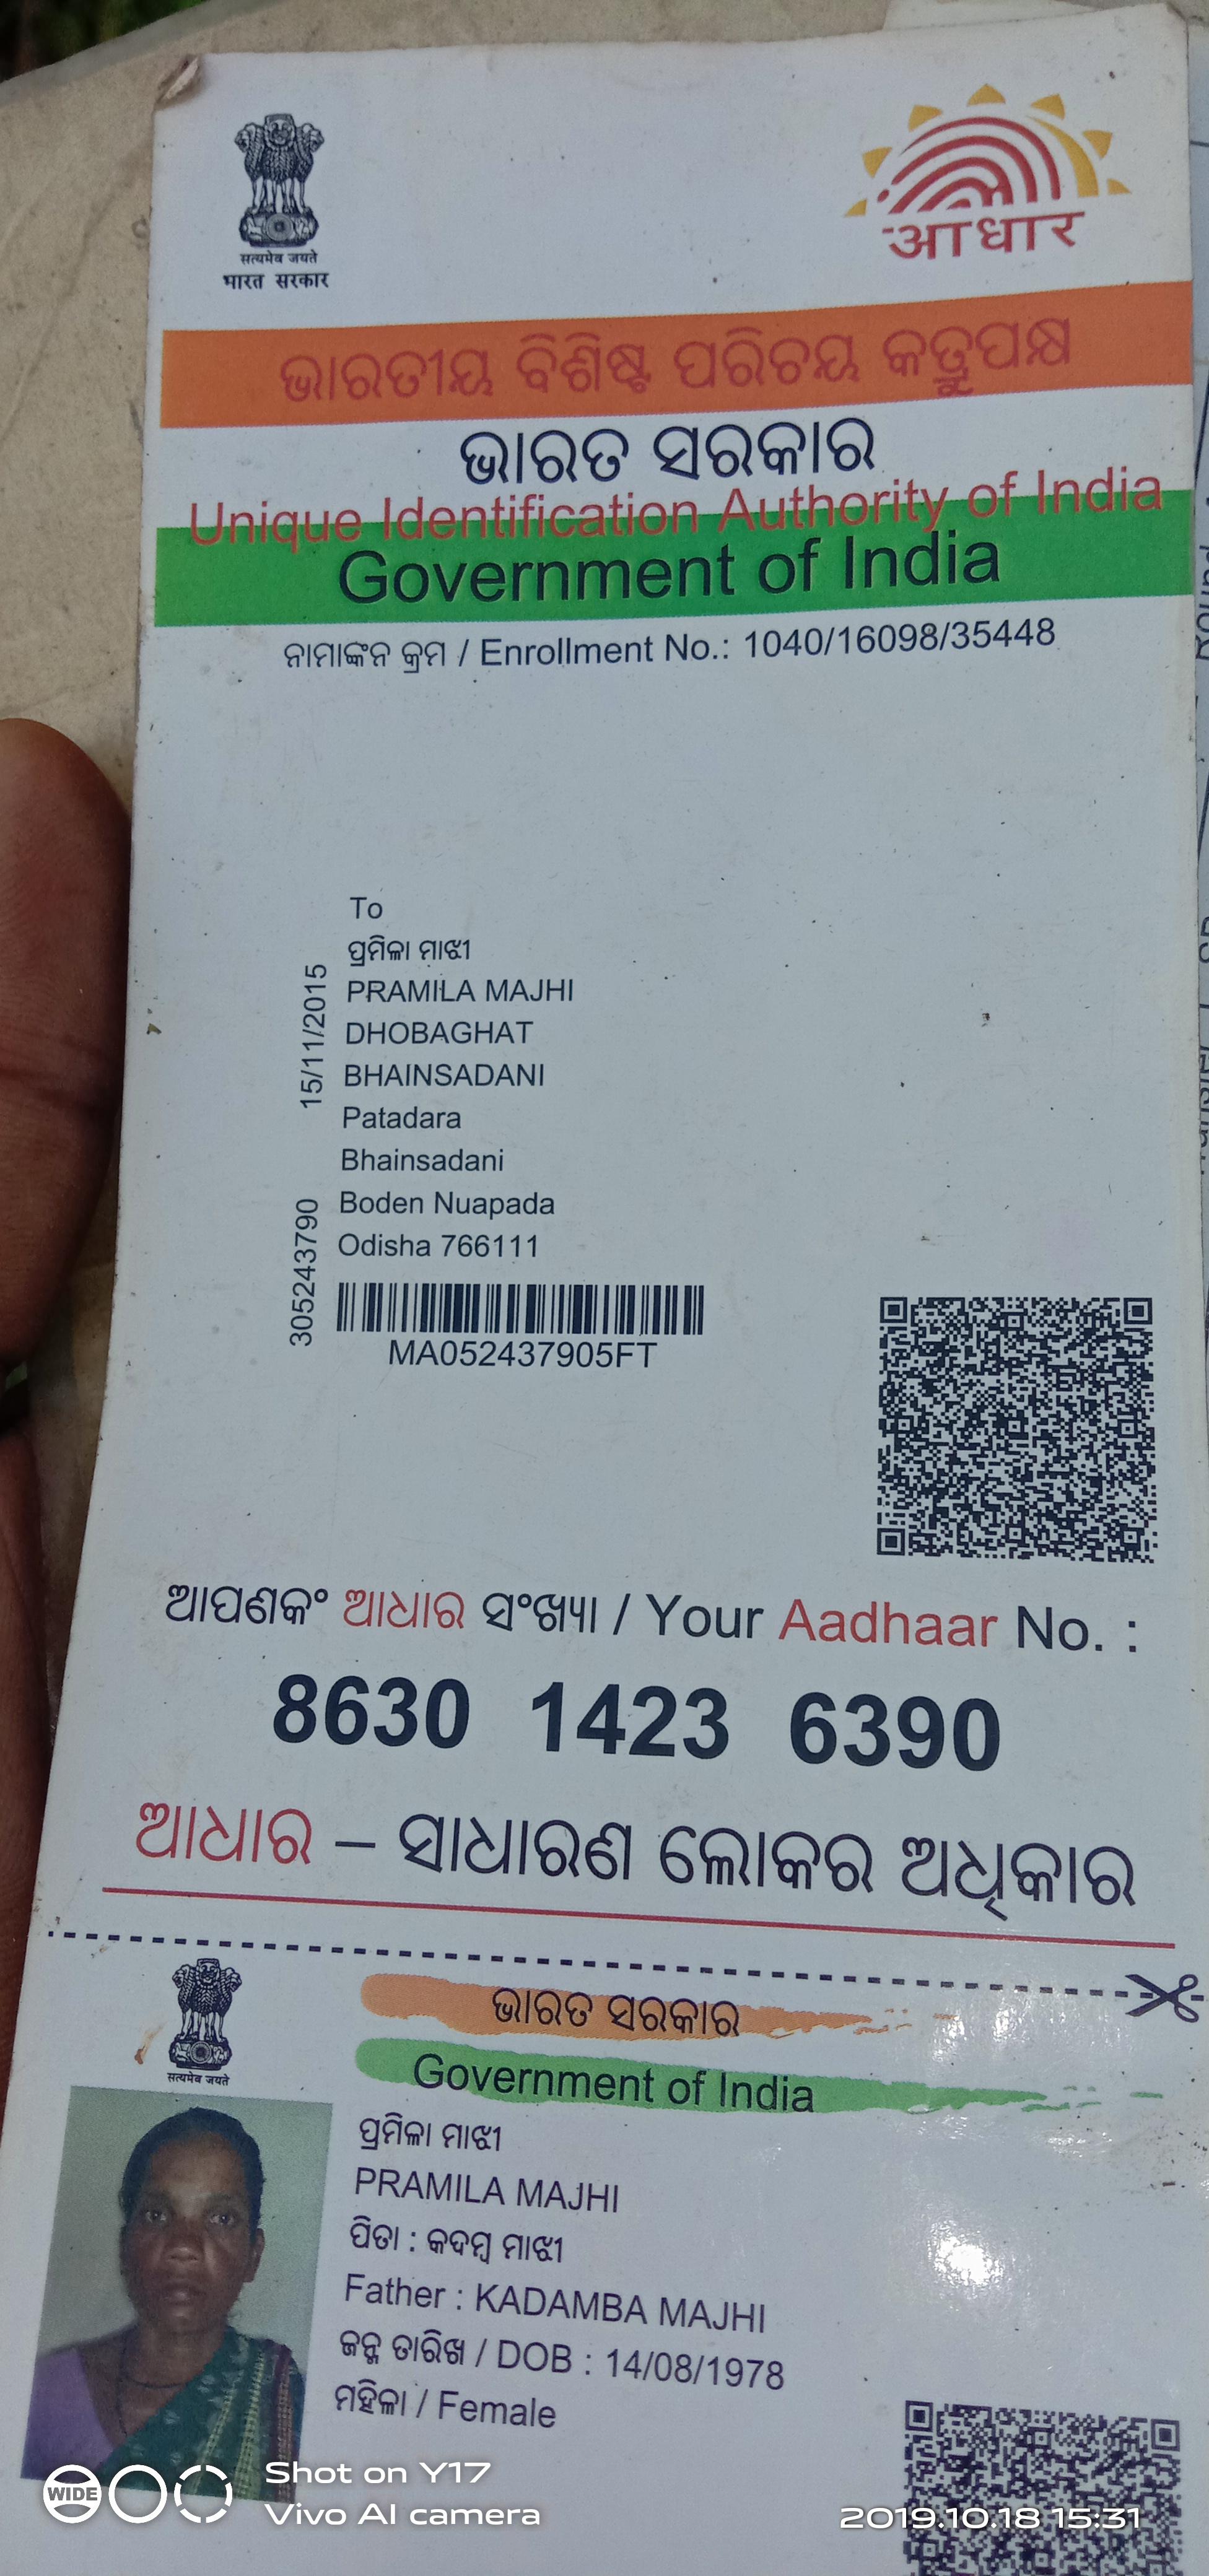 सत्यमेव जयते
भारत सरकार
आधार
ଭାରତୀୟ ବିଶିଷ୍ଟ ପରିଚୟ କର୍ତ୍ତୃପକ୍ଷ
ଭାରତ ସରକାର
Unique Identification Authority of India
Government of India
ନାମାଙ୍କନ କ୍ରମ / Enrollment No.: 1040/16098/35448
To
ପ୍ରମିଳା ମାଝୀ
PRAMILA MAJHI
DHOBAGHAT
BHAINSADANI
Patadara
Bhainsadani
Boden Nuapada
Odisha 766111
15/11/2015
305243790
MA052437905FT
ଆପଣକଂ ଆଧାର ସଂଖ୍ୟା / Your Aadhaar No. :
8630 1423 6390
ଆଧାର – ସାଧାରଣ ଲୋକର ଅଧିକାର
सत्यमेव जयते
ଭାରତ ସରକାର
Government of India
ପ୍ରମିଳା ମାଝୀ
PRAMILA MAJHI
ପିତା : କଦମ୍ବ ମାଝୀ
Father : KADAMBA MAJHI
ଜନ୍ମ ତାରିଖ / DOB : 14/08/1978
ମହିଳା / Female
WIDE
Shot on Y17
Vivo AI camera
2019.10.18 15:31